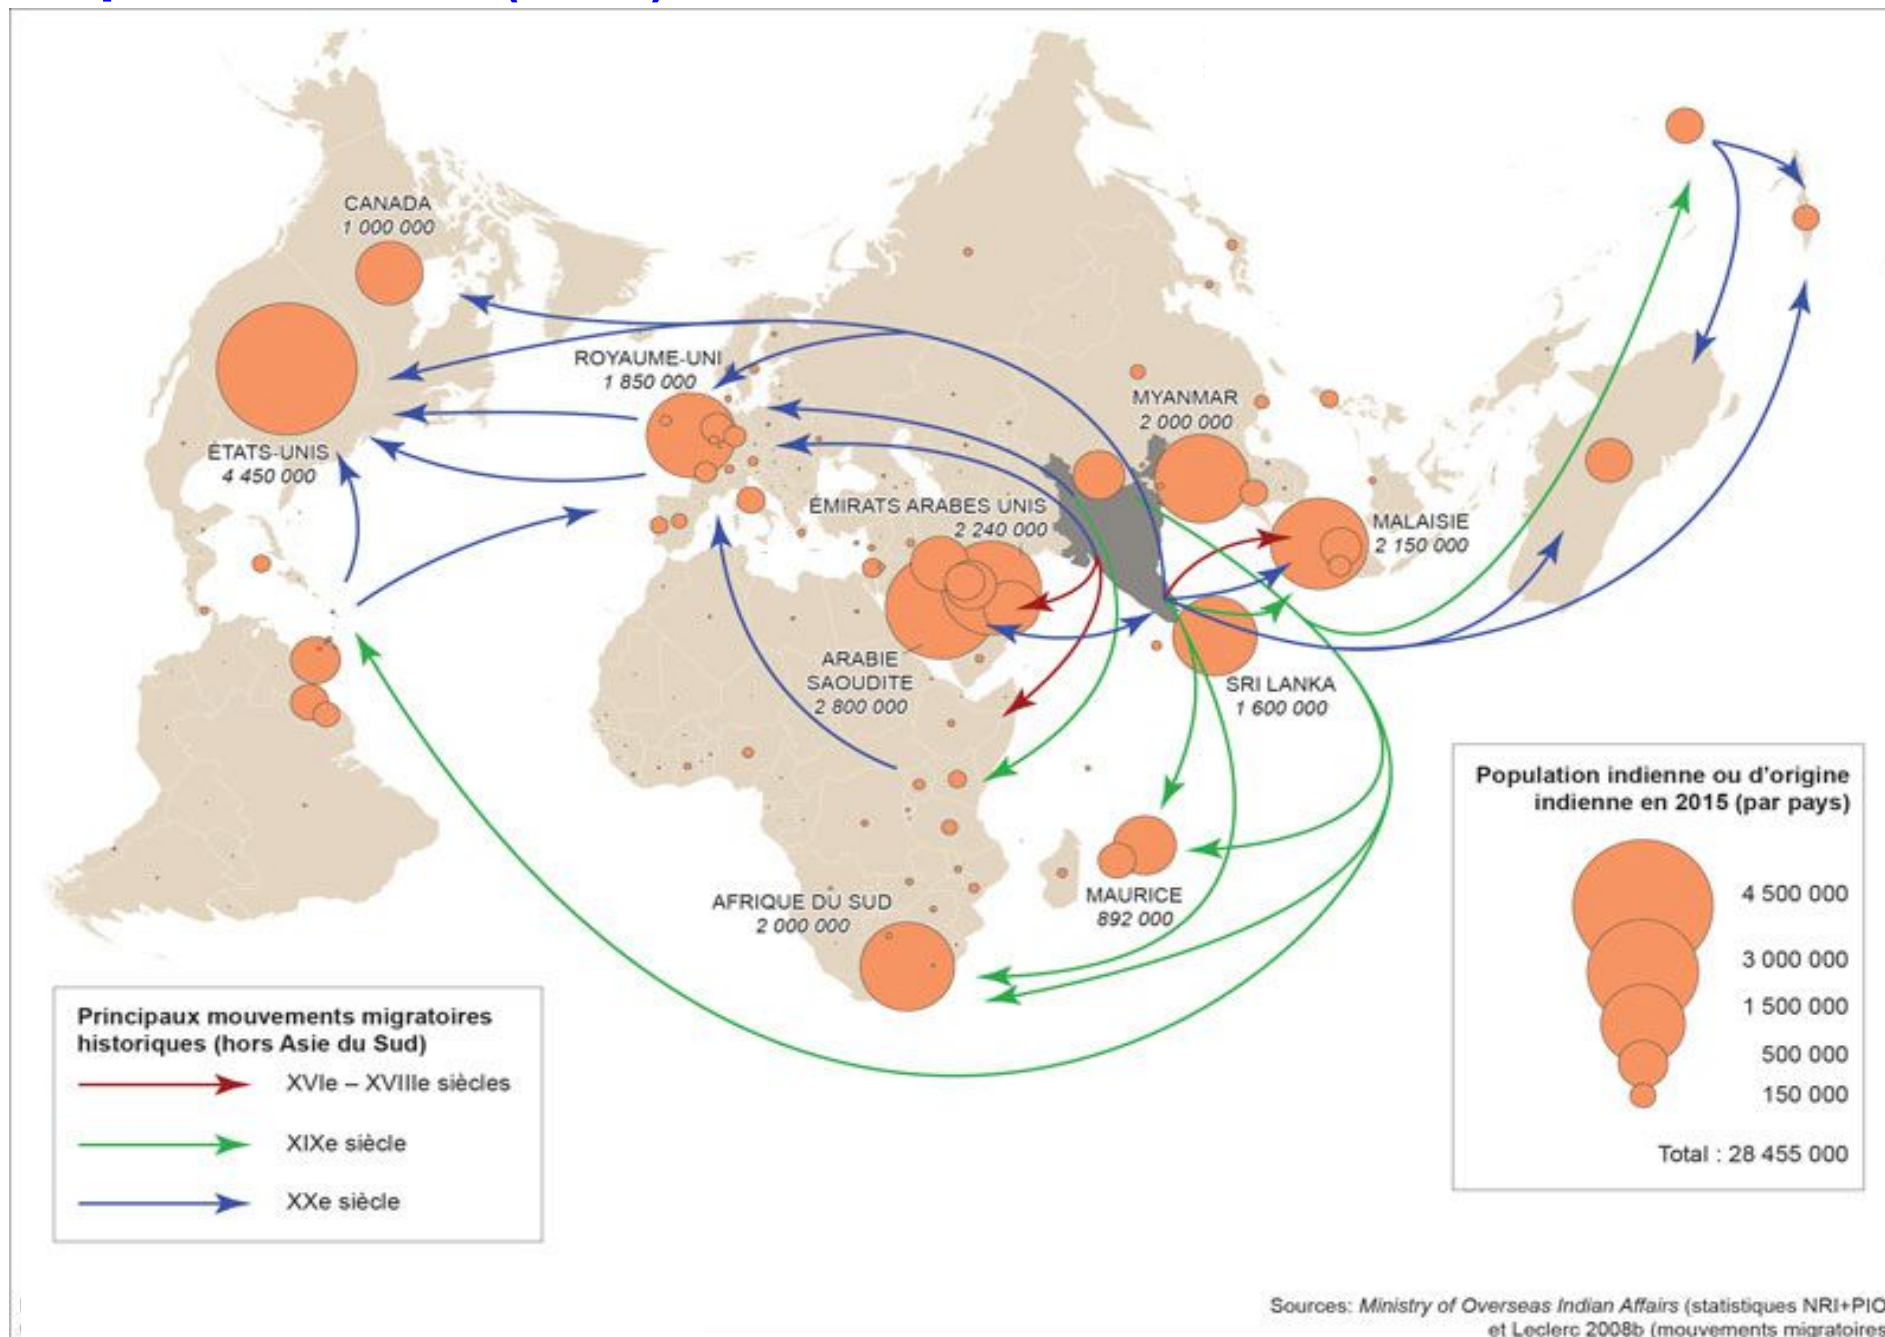 CANADA
1 000 000
ROYAUME-UNI
1 850 000
ÉTATS-UNIS
4 450 000
MYANMAR
2 000 000
ÉMIRATS ARABES UNIS
2 240 000
MALAISIE
2 150 000
ARABIE
SAOUDITE
2 800 000
SRI LANKA
1 600 000
AFRIQUE DU SUD
2 000 000
MAURICE
892 000
Population indienne ou d'origine
indienne en 2015 (par pays)
4 500 000
3 000 000
1 500 000
500 000
150 000
Total : 28 455 000
Principaux mouvements migratoires
historiques (hors Asie du Sud)
XVIe – XVIIIe siècles
XIXe siècle
XXe siècle
Sources: Ministry of Overseas Indian Affairs (statistiques NRI+PIO
et Leclerc 2008b (mouvements migratoires